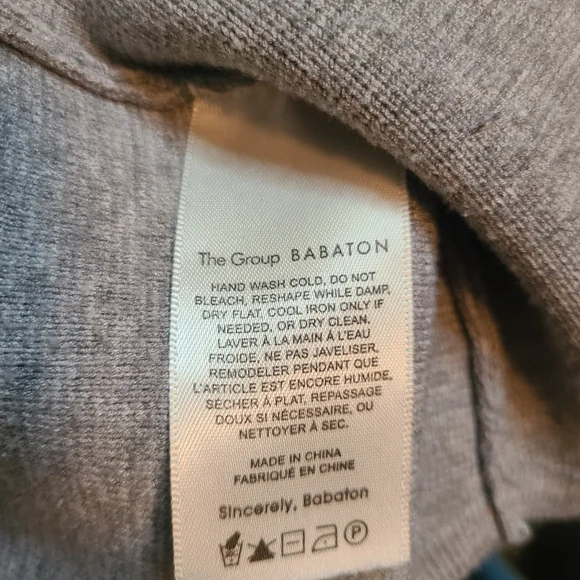 The Group BABATON
HAND WASH COLD, DO NOT
BLEACH, RESHAPE WHILE DAMP,
DRY FLAT, COOL IRON ONLY IF
NEEDED, OR DRY CLEAN.
LAVER À LA MAIN À L'EAU
FROIDE, NE PAS JAVELISER,
REMODELER PENDANT QUE
L'ARTICLE EST ENCORE HUMIDE,
SÉCHER À PLAT, REPASSAGE
DOUX SI NÉCESSAIRE, OU
NETTOYER À SEC.
MADE IN CHINA
FABRIQUÉ EN CHINE
Sincerely, Babaton
P